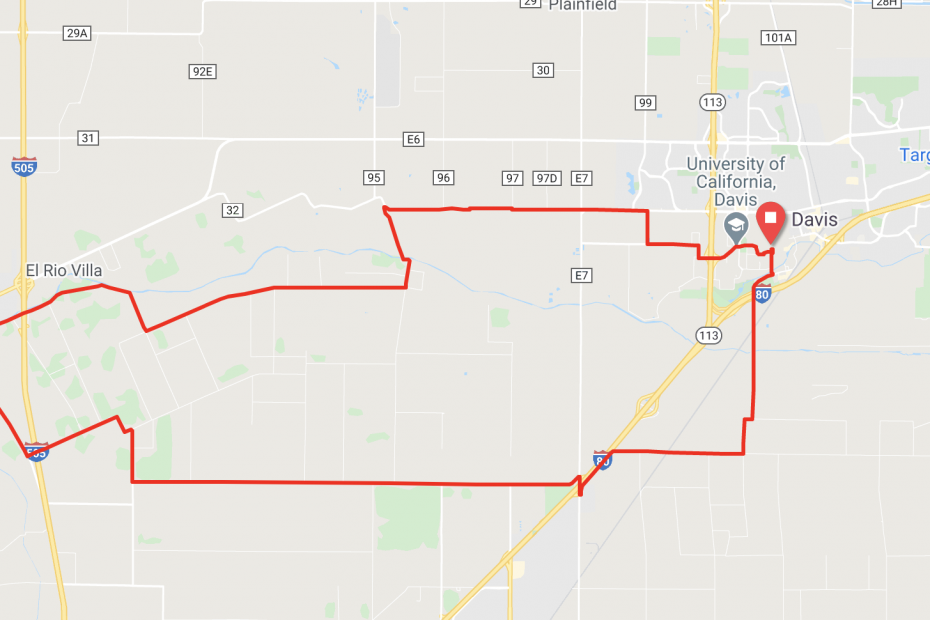 29
Plainfield
28H
29A
101A
92E
30
99
113
31
E6
505
Targ
University of
California,
Davis
95
96
97
97D
E7
32
Davis
El Rio Villa
E7
80
113
505
80